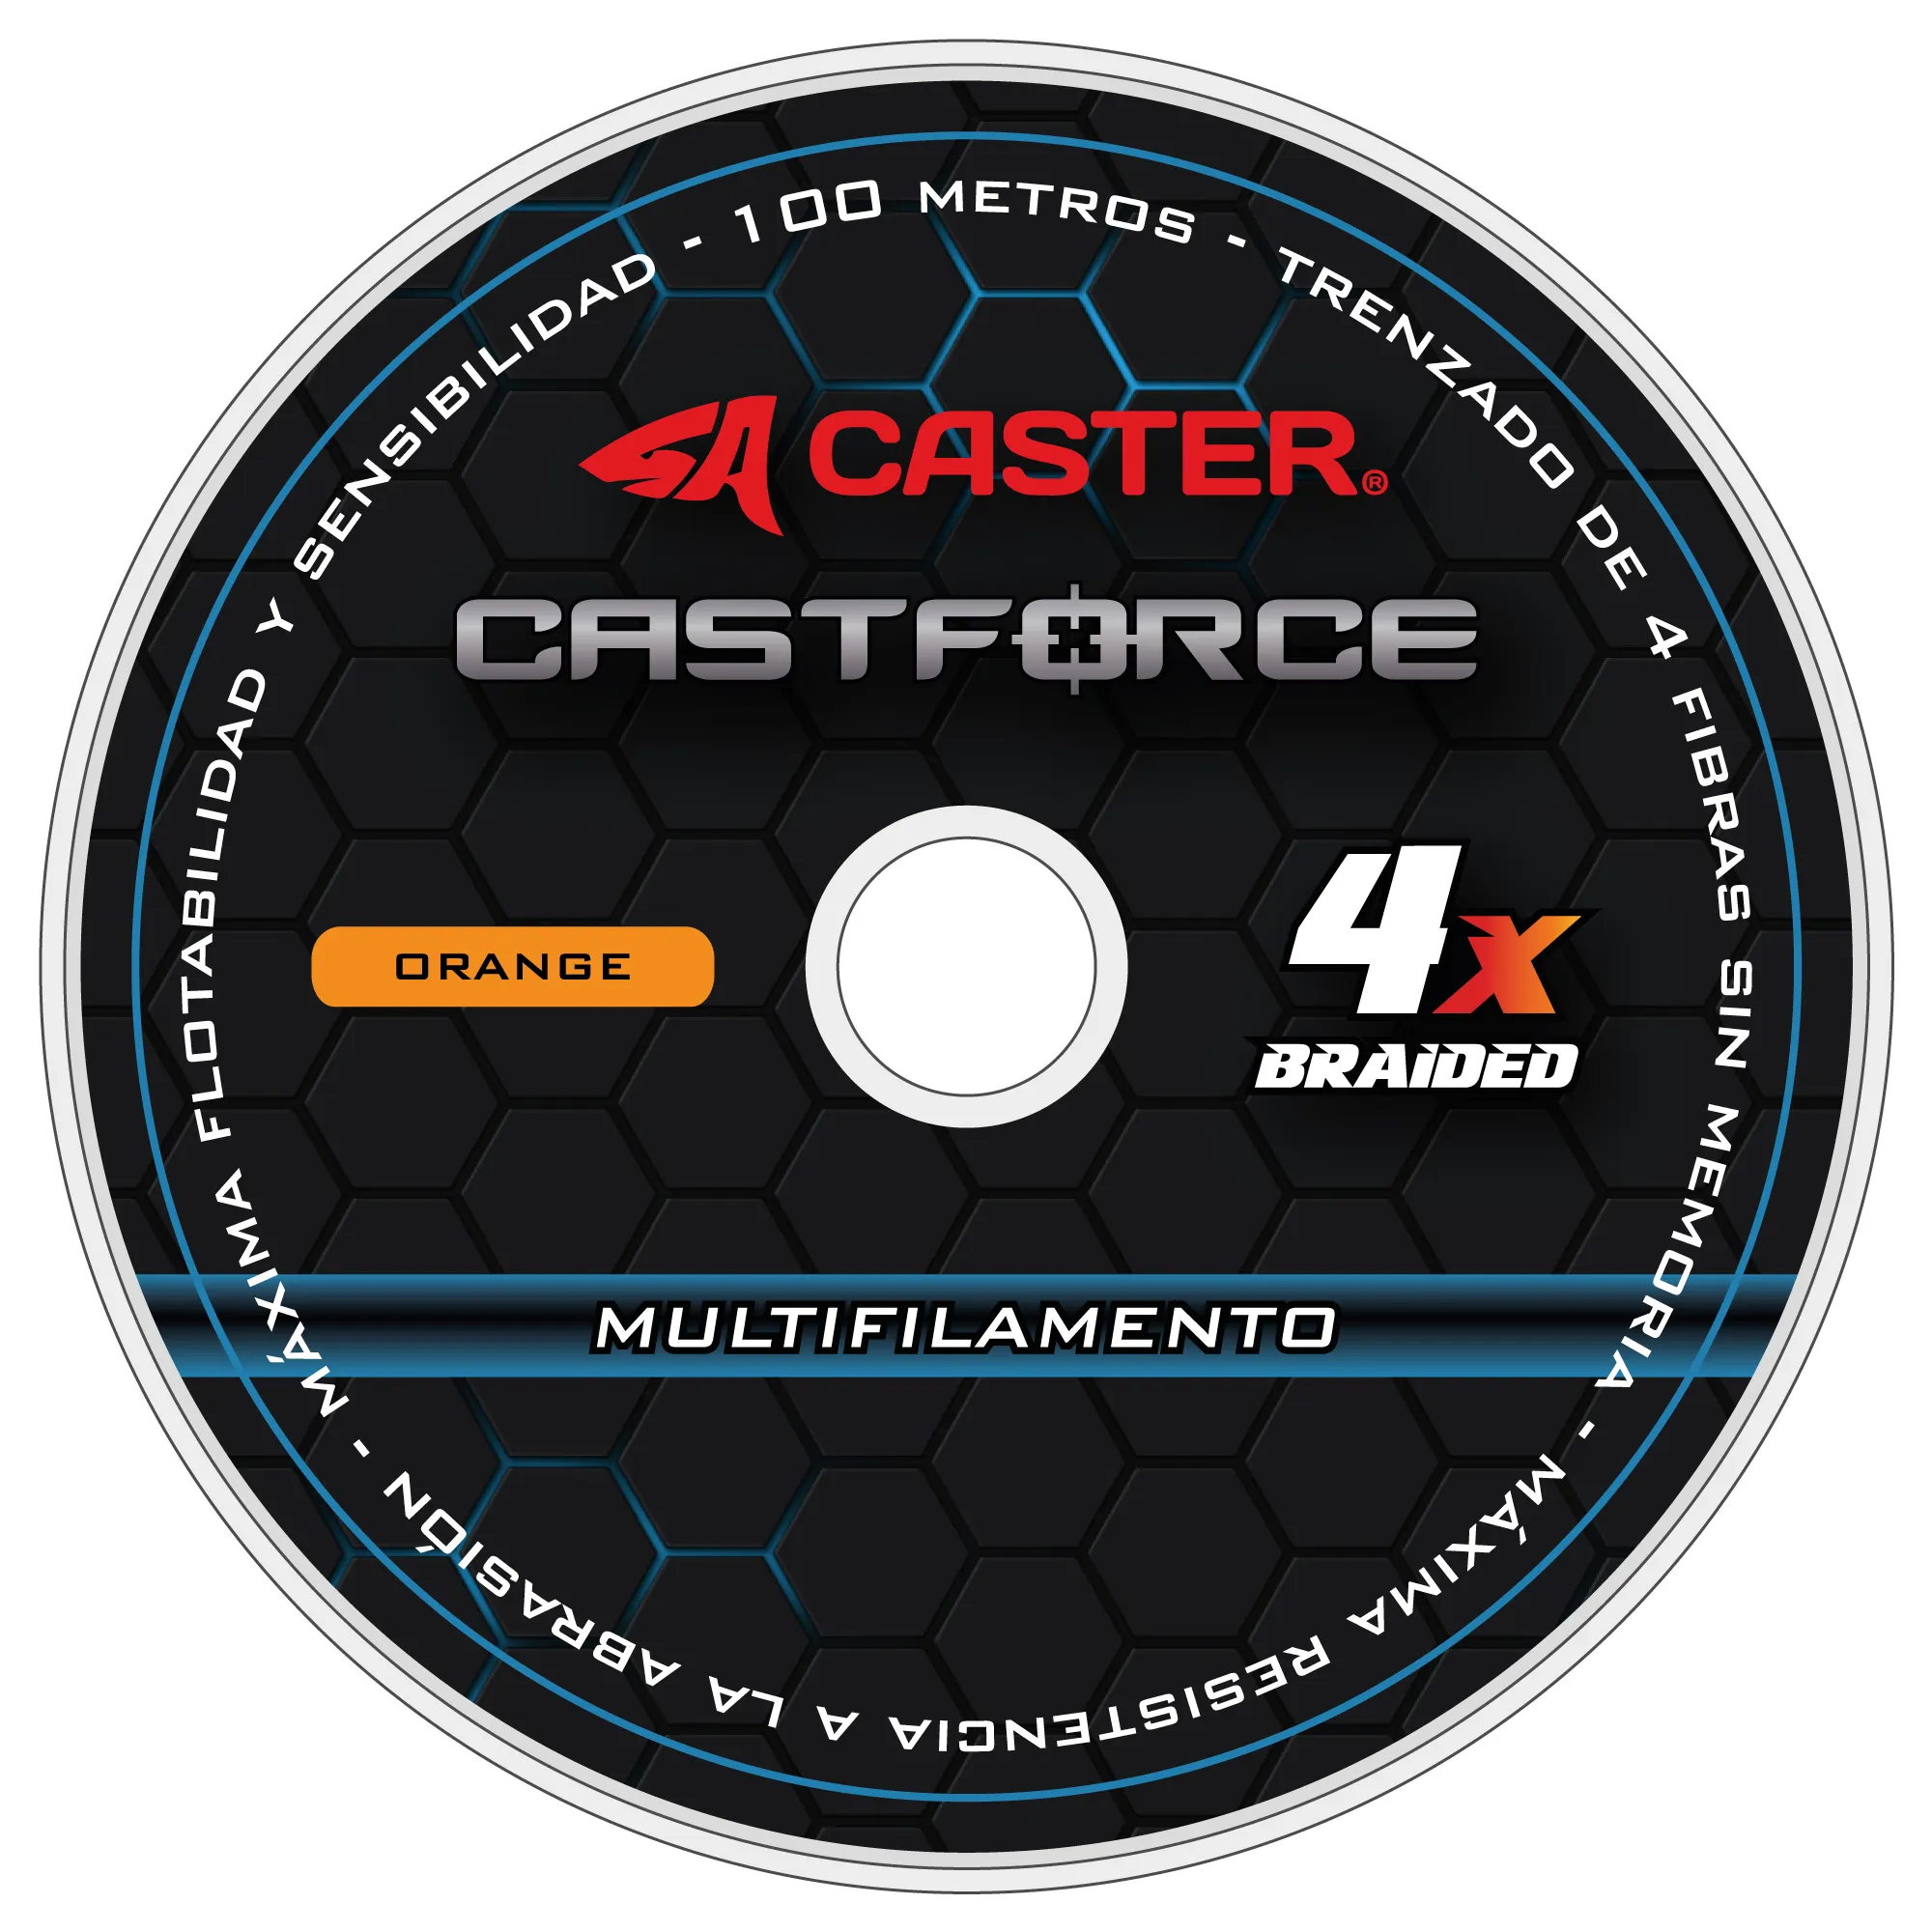 100 METROS - TRENZADO DE 4 FIBRAS SIN MEMORIA - MÁXIMA RESISTENCIA A LA ABRASIÓN - MÁXIMA FLOTABILIDAD Y SENSIBILIDAD -
CASTER®
CASTFORCE
ORANGE
4X
BRAIDED
MULTIFILAMENTO